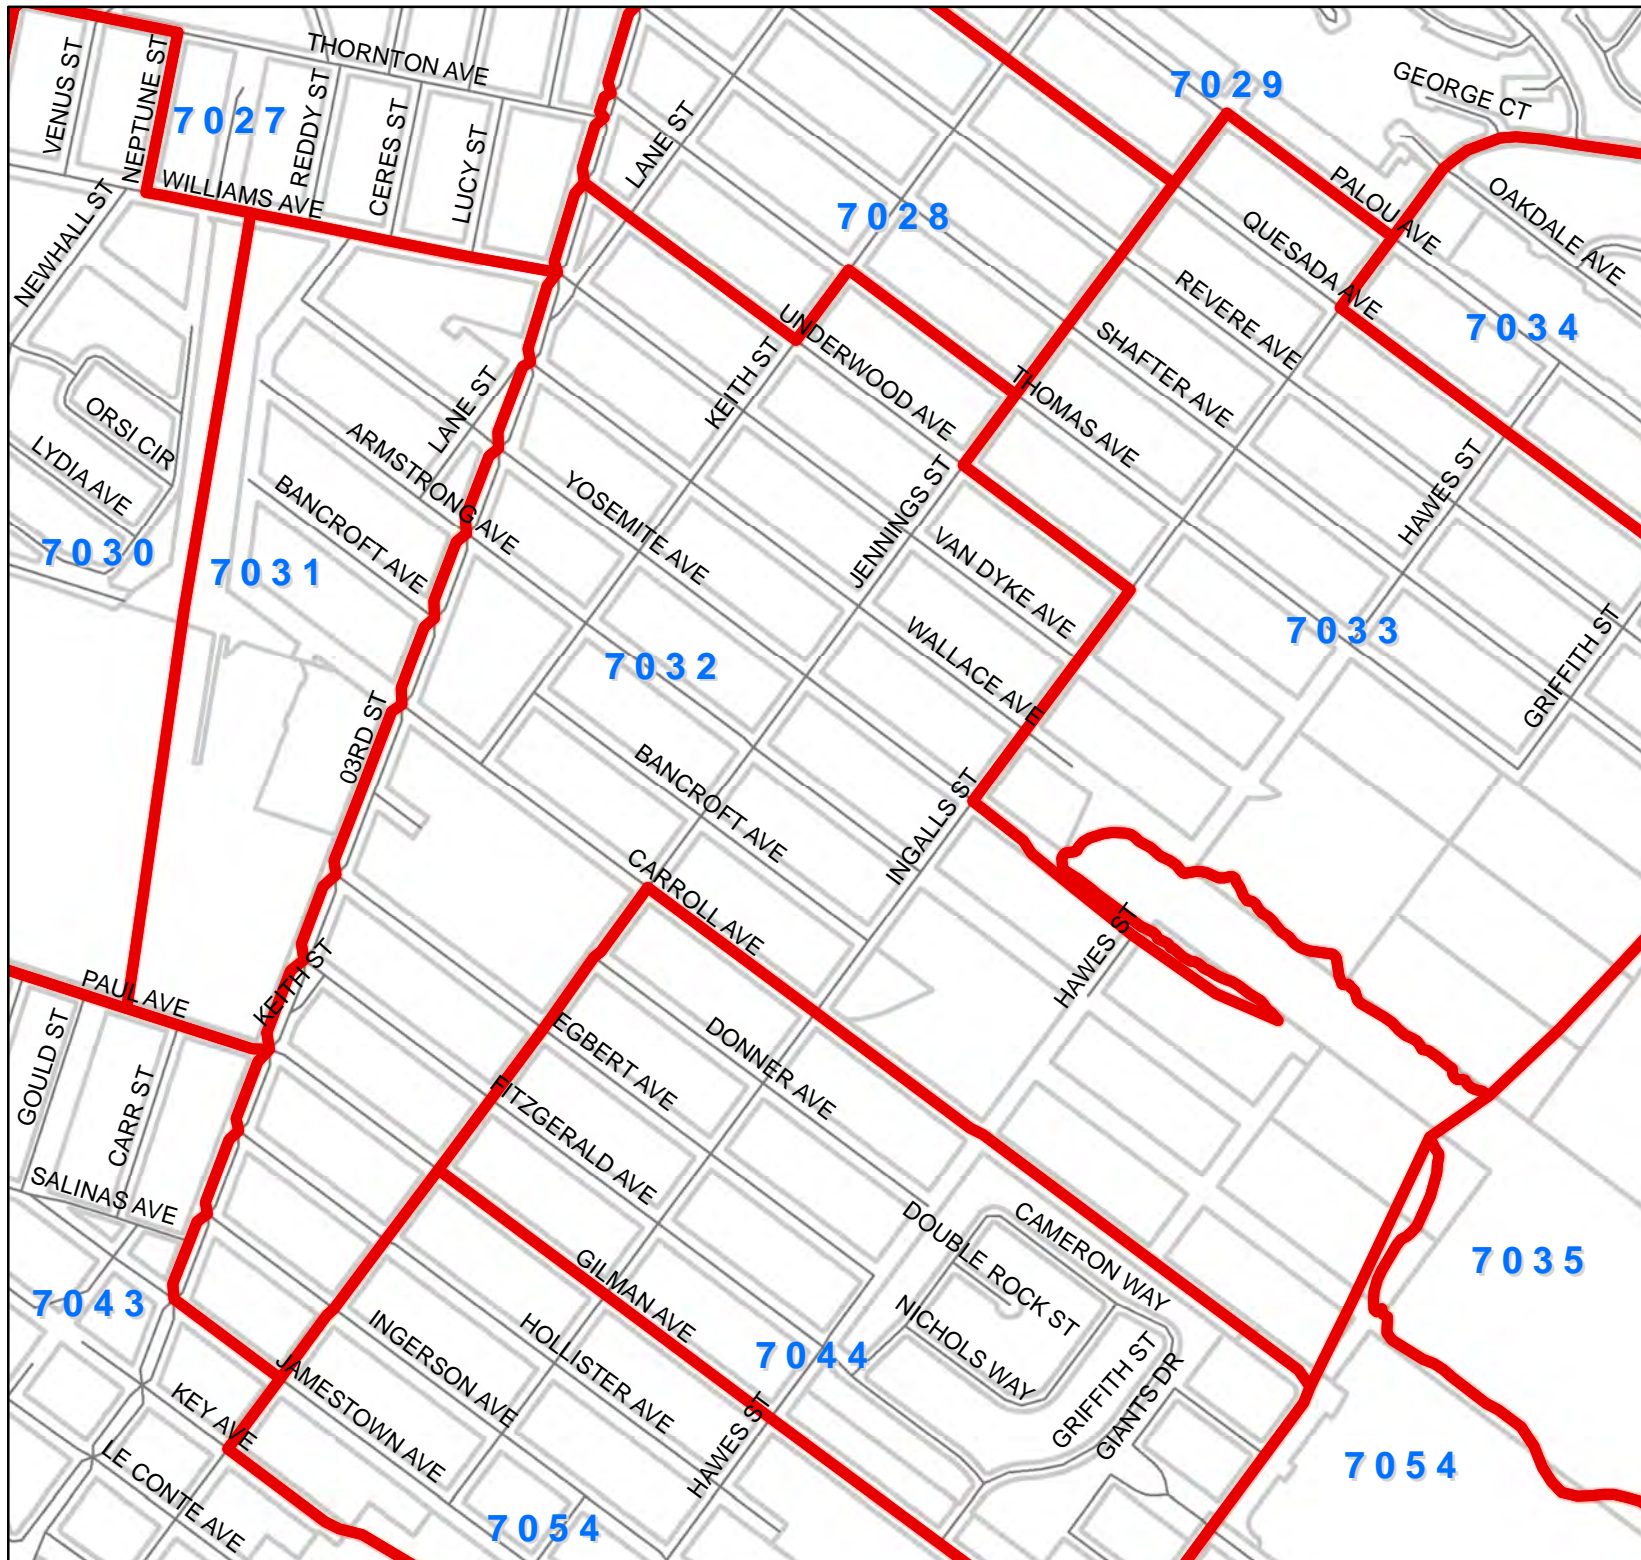 THORNTON AVE
VENUS ST
NEPTUNE ST
7027
REDDY ST
CERES ST
LUCY ST
LANE ST
7029
GEORGE CT
WILLIAMS AVE
NEWHALL ST
7028
PALOU AVE
OAKDALE AVE
QUESADA AVE
REVERE AVE
7034
SHAFTER AVE
UNDERWOOD AVE
KEITH ST
THOMAS AVE
LANE ST
ORSI CIR
LYDIA AVE
ARMSTRONG AVE
BANCROFT AVE
7030
7031
YOSEMITE AVE
JENNINGS ST
HAWES ST
VAN DYKE AVE
WALLACE AVE
7033
GRIFFITH ST
7032
03RD ST
BANCROFT AVE
INGALLS ST
CARROLL AVE
HAWES ST
KEITH ST
PAUL AVE
GOULD ST
CARR ST
EGBERT AVE
DONNER AVE
FITZGERALD AVE
SALINAS AVE
DOUBLE ROCK ST
CAMERON WAY
7035
7043
GILMAN AVE
NICHOLS WAY
7044
GRIFFITH ST
GIANTS DR
INGERSON AVE
HOLLISTER AVE
JAMESTOWN AVE
KEY AVE
HAWES ST
LE CONTE AVE
7054
7054